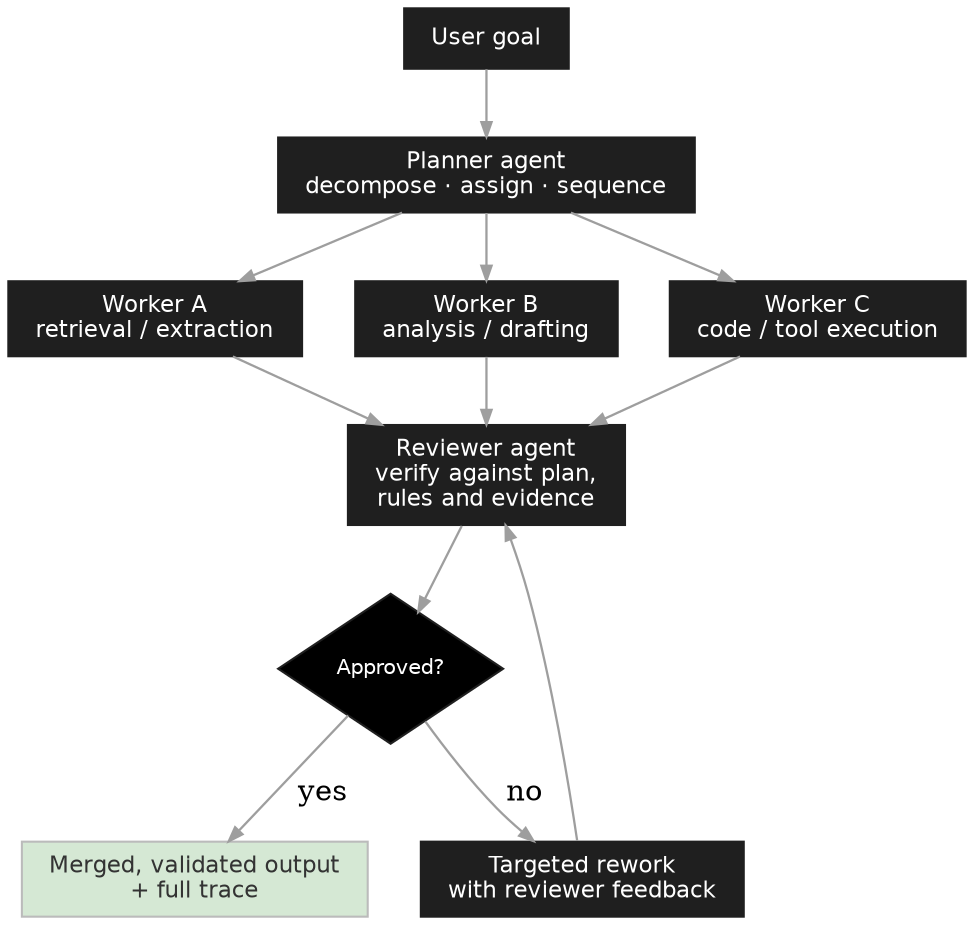 User goal
Planner agent
decompose · assign · sequence
Worker A
retrieval / extraction
Worker B
analysis / drafting
Worker C
code / tool execution
Reviewer agent
verify against plan,
rules and evidence
Approved?
yes
no
Merged, validated output
+ full trace
Targeted rework
with reviewer feedback